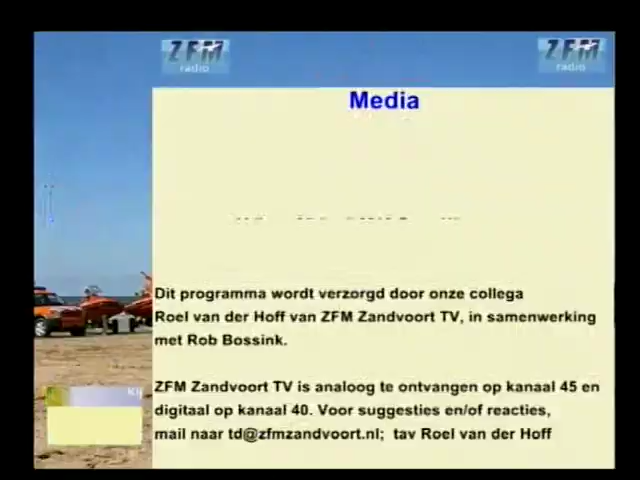 ZFM
radio
ZFM
radio
Media
Dit programma wordt verzorgd door onze collega
Roel van der Hoff van ZFM Zandvoort TV, in samenwerking
met Rob Bossink.
ZFM Zandvoort TV is analoog te ontvangen op kanaal 45 en
digitaal op kanaal 40. Voor suggesties en/of reacties,
mail naar td@zfmzandvoort.nl; tav Roel van der Hoff